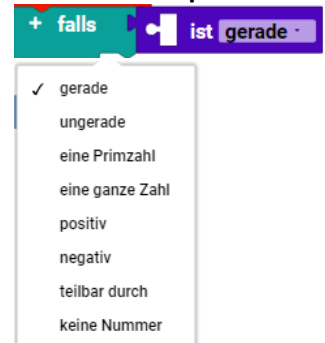 + falls ist gerade
✓ gerade
ungerade
eine Primzahl
eine ganze Zahl
positiv
negativ
teilbar durch
keine Nummer